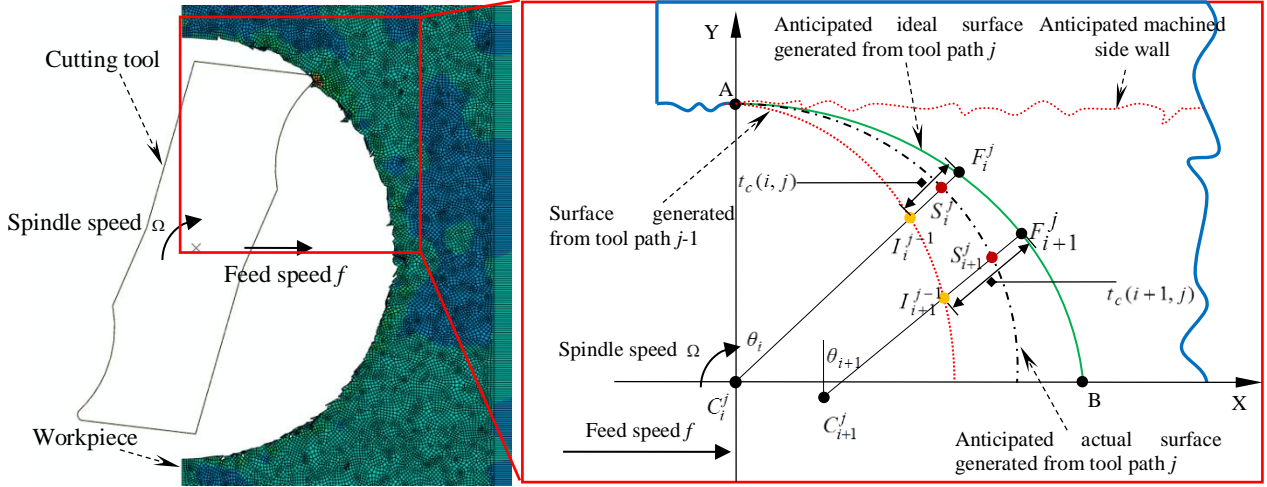 Cutting tool
Spindle speed Ω
Feed speed f
Workpiece
Y
Anticipated ideal surface
generated from tool path j
Anticipated machined
side wall
A
t_c(i, j)
F_i^j
S_i^j
I_i^{j-1}
Surface generated
from tool path j-1
F_{i+1}^j
S_{i+1}^j
I_{i+1}^{j-1}
t_c(i+1, j)
Spindle speed Ω
θ_i
θ_{i+1}
C_i^j
C_{i+1}^j
B
X
Feed speed f
Anticipated actual surface
generated from tool path j